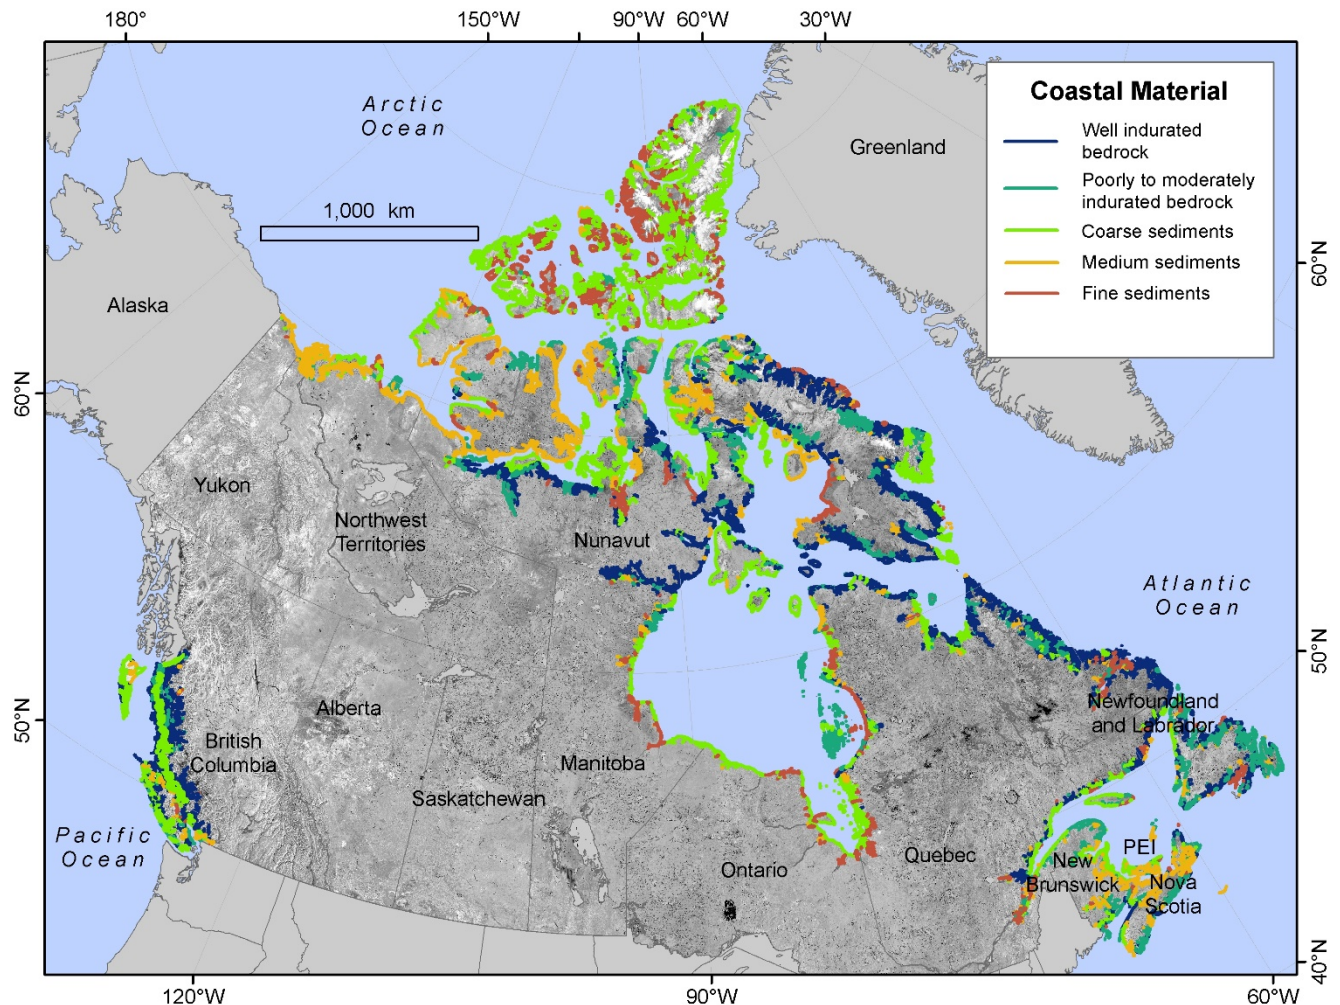 180°
150°W
90°W
60°W
30°W
Arctic
Ocean
Coastal Material
Well indurated
bedrock
Poorly to moderately
indurated bedrock
Coarse sediments
Medium sediments
Fine sediments
Greenland
1,000 km
Alaska
60°N
60°N
Yukon
Northwest
Territories
Nunavut
Atlantic
Ocean
50°N
50°N
Newfoundland
and Labrador
Alberta
British
Columbia
Manitoba
Saskatchewan
Pacific
Ocean
Ontario
Quebec
PEI
New
Brunswick
Nova
Scotia
40°N
120°W
90°W
60°W